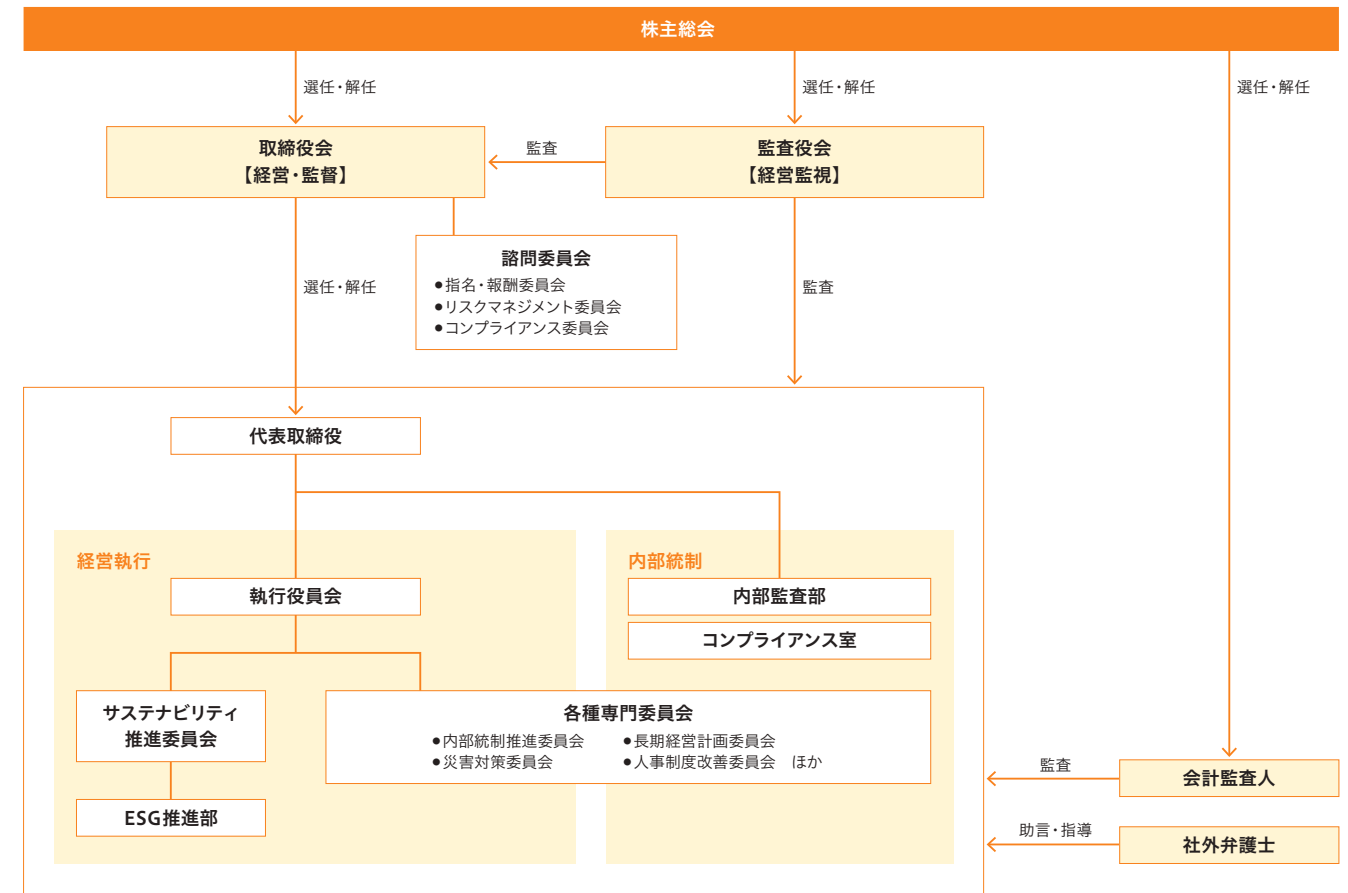 株主総会
選任・解任
選任・解任
選任・解任
取締役会
【経営・監督】
監査
監査役会
【経営監視】
諮問委員会
●指名・報酬委員会
●リスクマネジメント委員会
●コンプライアンス委員会
選任・解任
監査
代表取締役
経営執行
内部統制
執行役員会
内部監査部
コンプライアンス室
サステナビリティ
推進委員会
各種専門委員会
●内部統制推進委員会 ●長期経営計画委員会
●災害対策委員会 ●人事制度改善委員会 ほか
ESG推進部
監査
会計監査人
助言・指導
社外弁護士